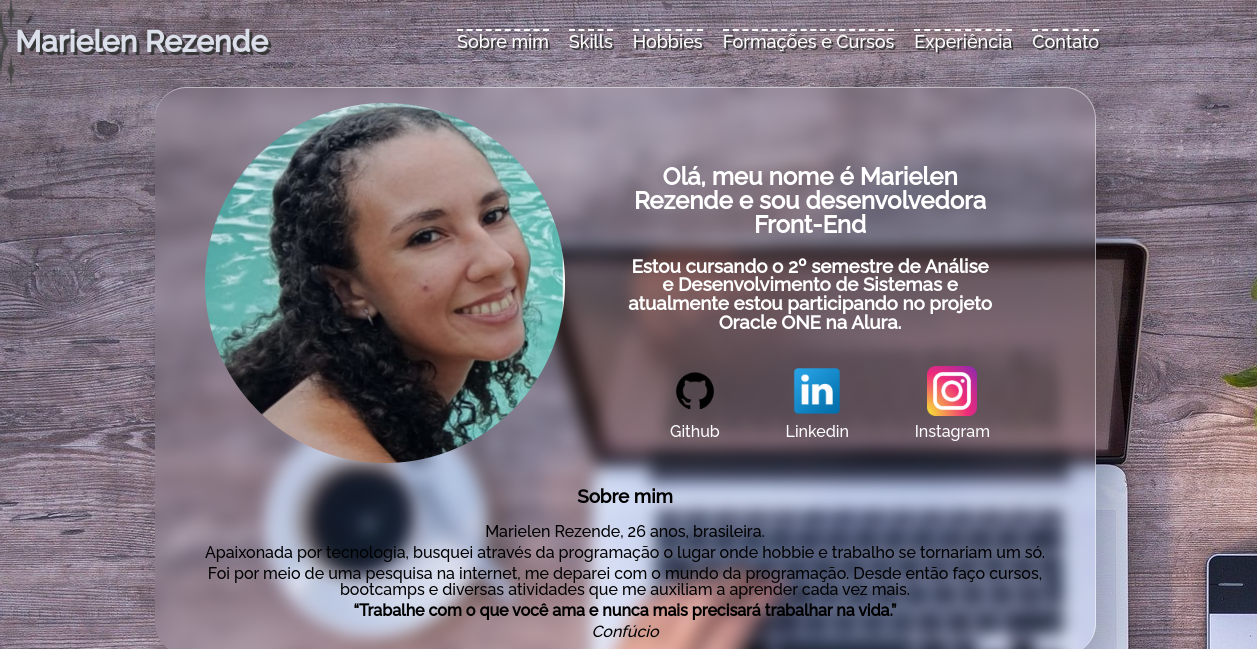 Marielen Rezende
Sobre mim Skills Hobbies Formações e Cursos Experiência Contato
Olá, meu nome é Marielen
Rezende e sou desenvolvedora
Front-End
Estou cursando o 2º semestre de Análise
e Desenvolvimento de Sistemas e
atualmente estou participando no projeto
Oracle ONE na Alura.
in
Github Linkedin Instagram
Sobre mim
Marielen Rezende, 26 anos, brasileira.
Apaixonada por tecnologia, busquei através da programação o lugar onde hobbie e trabalho se tornariam um só.
Foi por meio de uma pesquisa na internet, me deparei com o mundo da programação. Desde então faço cursos,
bootcamps e diversas atividades que me auxiliam a aprender cada vez mais.
“Trabalhe com o que você ama e nunca mais precisará trabalhar na vida.”
Confúcio